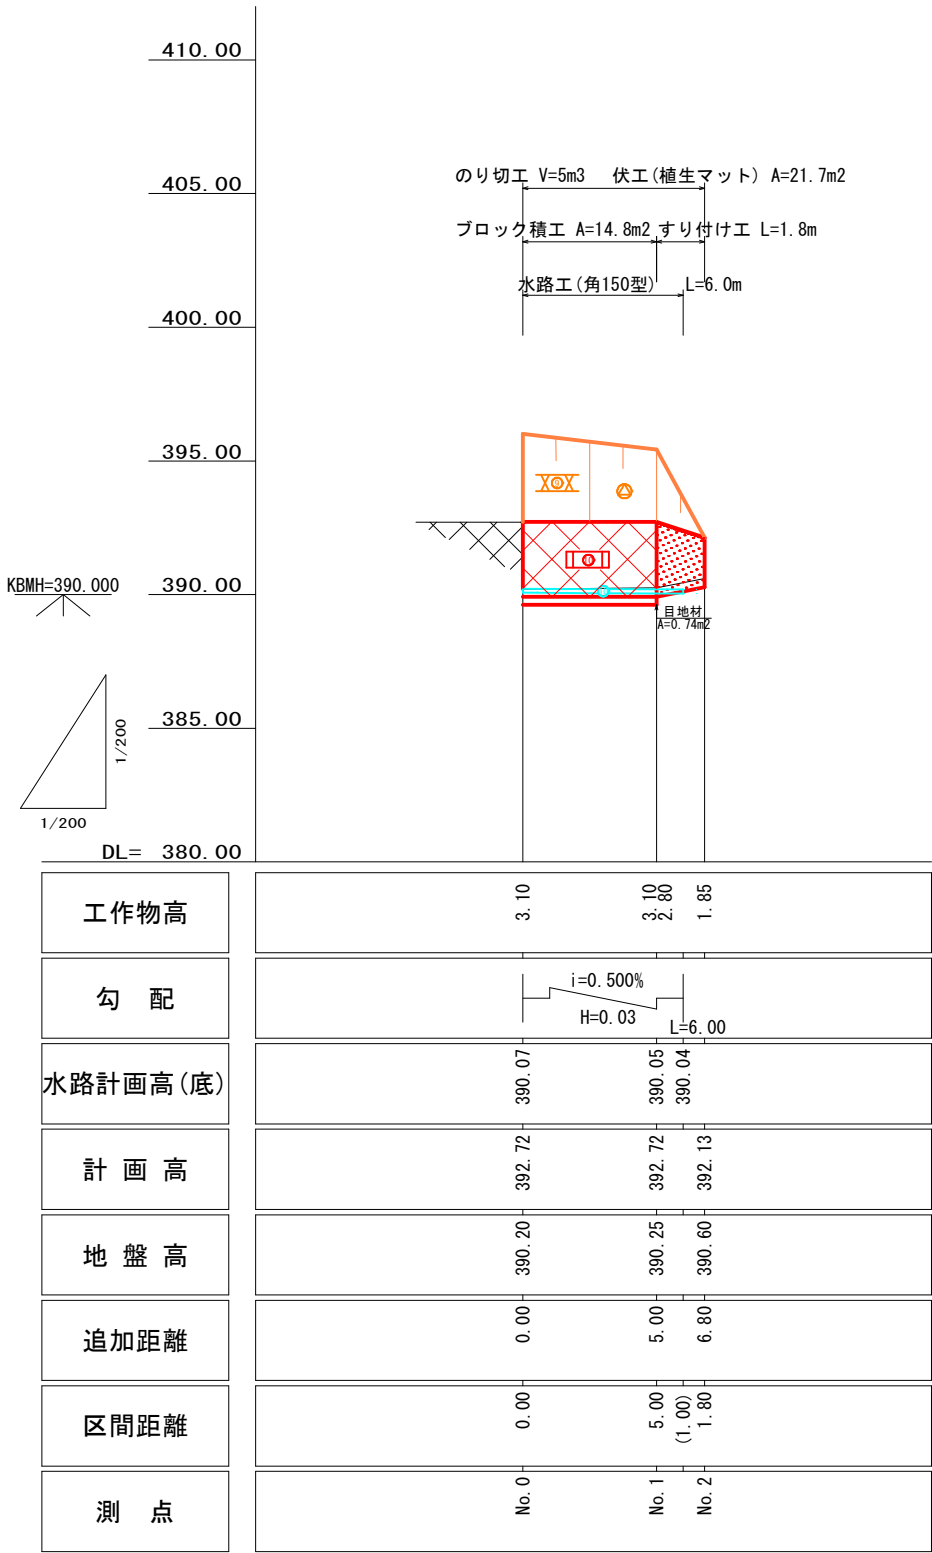 410.00
のり切工 V=5m3 伏工(植生マット) A=21.7m2
405.00
ブロック積工 A=14.8m2 すり付け工 L=1.8m
水路工(角150型) L=6.0m
400.00
395.00
KBMH=390.000
390.00
目地材
A=0.74m2
385.00
1/200
1/200
DL= 380.00
工作物高
3.10
3.10
2.80
1.85
勾 配
i=0.500%
H=0.03
L=6.00
水路計画高(底)
390.07
390.05
390.04
計 画 高
392.72
392.72
392.13
地 盤 高
390.20
390.25
390.60
追加距離
0.00
5.00
6.80
区間距離
0.00
5.00
(1.00)
1.80
測 点
No.0
No.1
No.2